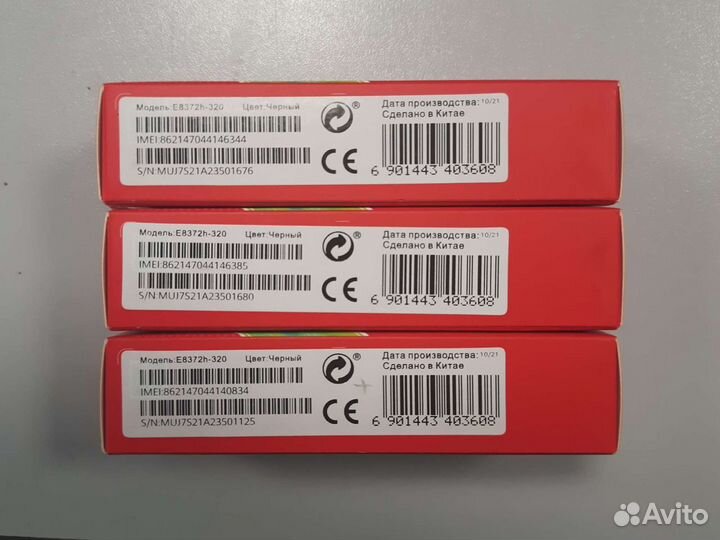 Модель:E8372h-320 Цвет:Черный
IMEI:862147044146344
S/N:MUJ7S21A23501676
®
CE
Дата производства: 10/21
Сделано в Китае
6 901443 403608
Модель:E8372h-320 Цвет:Черный
IMEI:862147044146385
S/N:MUJ7S21A23501680
®
CE
Дата производства: 10/21
Сделано в Китае
6 901443 403608
Модель:E8372h-320 Цвет:Черный
IMEI:862147044140834
S/N:MUJ7S21A23501125
®
CE
Дата производства: 10/21
Сделано в Китае
6 901443 403608
Avito